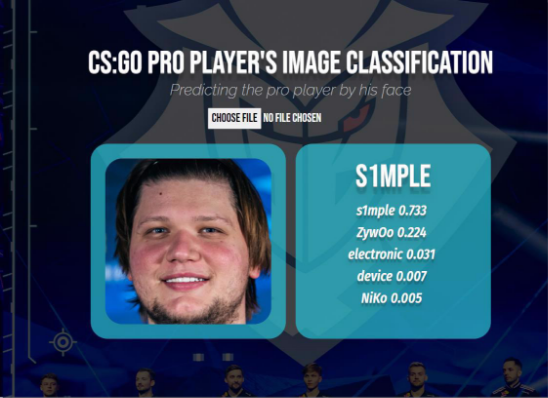 CS:GO PRO PLAYER'S IMAGE CLASSIFICATION
Predicting the pro player by his face
CHOOSE FILE NO FILE CHOSEN
S1MPLE
s1mple 0.733
ZywOo 0.224
electronic 0.031
device 0.007
NiKo 0.005